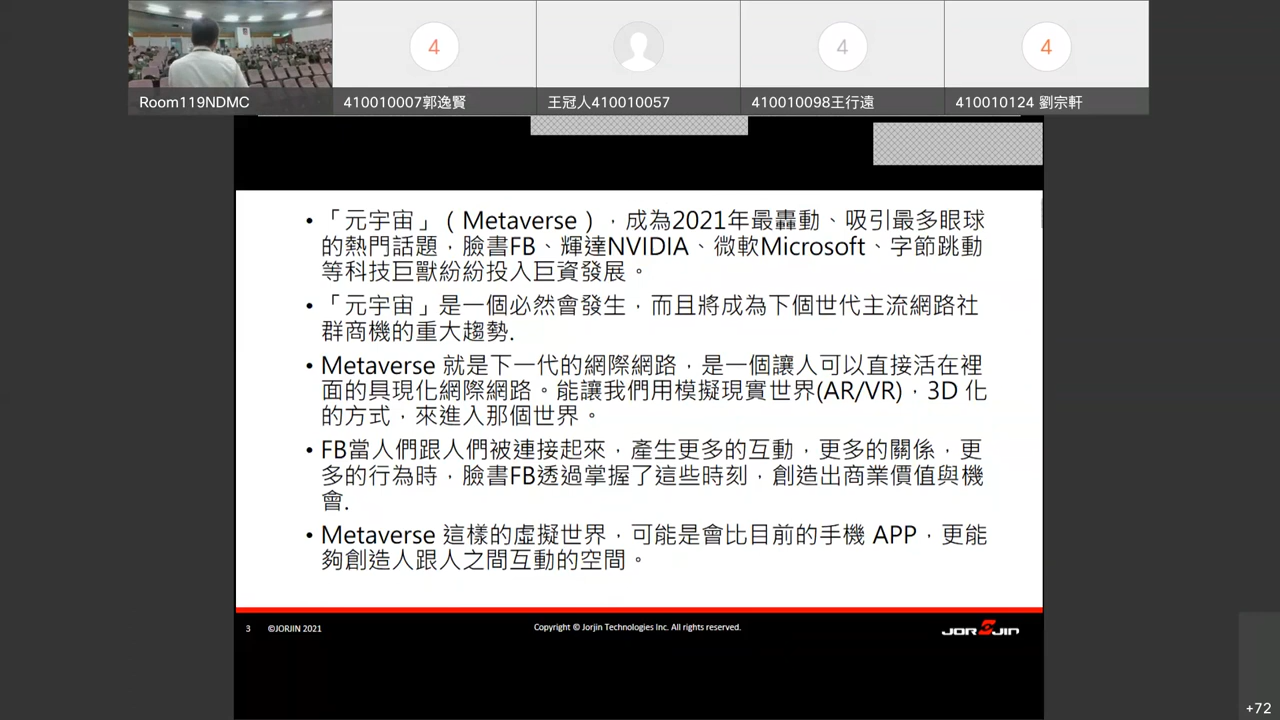 4
4
4
Room119NDMC
410010007郭逸賢
王冠人410010057
410010098王行遠
410010124 劉宗軒
• 「元宇宙」（Metaverse），成為2021年最轟動、吸引最多眼球
的熱門話題，臉書FB、輝達NVIDIA、微軟Microsoft、字節跳動
等科技巨獸紛紛投入巨資發展。
• 「元宇宙」是一個必然會發生，而且將成為下個世代主流網路社
群商機的重大趨勢.
• Metaverse 就是下一代的網際網路，是一個讓人可以直接活在裡
面的具現化網際網路。能讓我們用模擬現實世界(AR/VR)，3D 化
的方式，來進入那個世界。
• FB當人們跟人們被連接起來，產生更多的互動，更多的關係，更
多的行為時，臉書FB透過掌握了這些時刻，創造出商業價值與機
會.
• Metaverse 這樣的虛擬世界，可能是會比目前的手機 APP，更能
夠創造人跟人之間互動的空間。
3 ©JORJIN 2021
Copyright © Jorjin Technologies Inc. All rights reserved.
JORJIN
+72